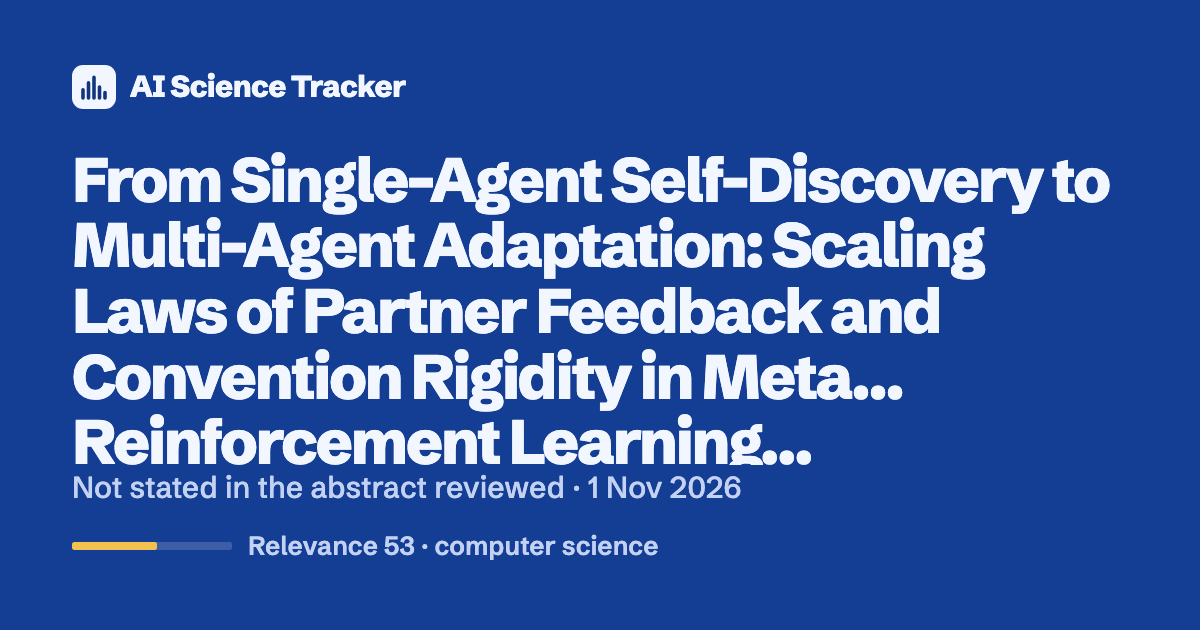 AI Science Tracker
From Single-Agent Self-Discovery to
Multi-Agent Adaptation: Scaling
Laws of Partner Feedback and
Convention Rigidity in Meta...
Reinforcement Learning...
Not stated in the abstract reviewed · 1 Nov 2026
Relevance 53 · computer science